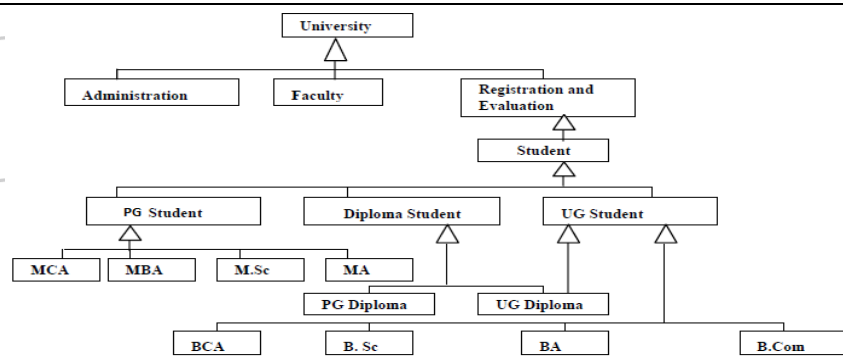 University
Administration
Faculty
Registration and
Evaluation
Student
PG Student
Diploma Student
UG Student
MCA
MBA
M.Sc
MA
PG Diploma
UG Diploma
BCA
B. Sc
BA
B.Com